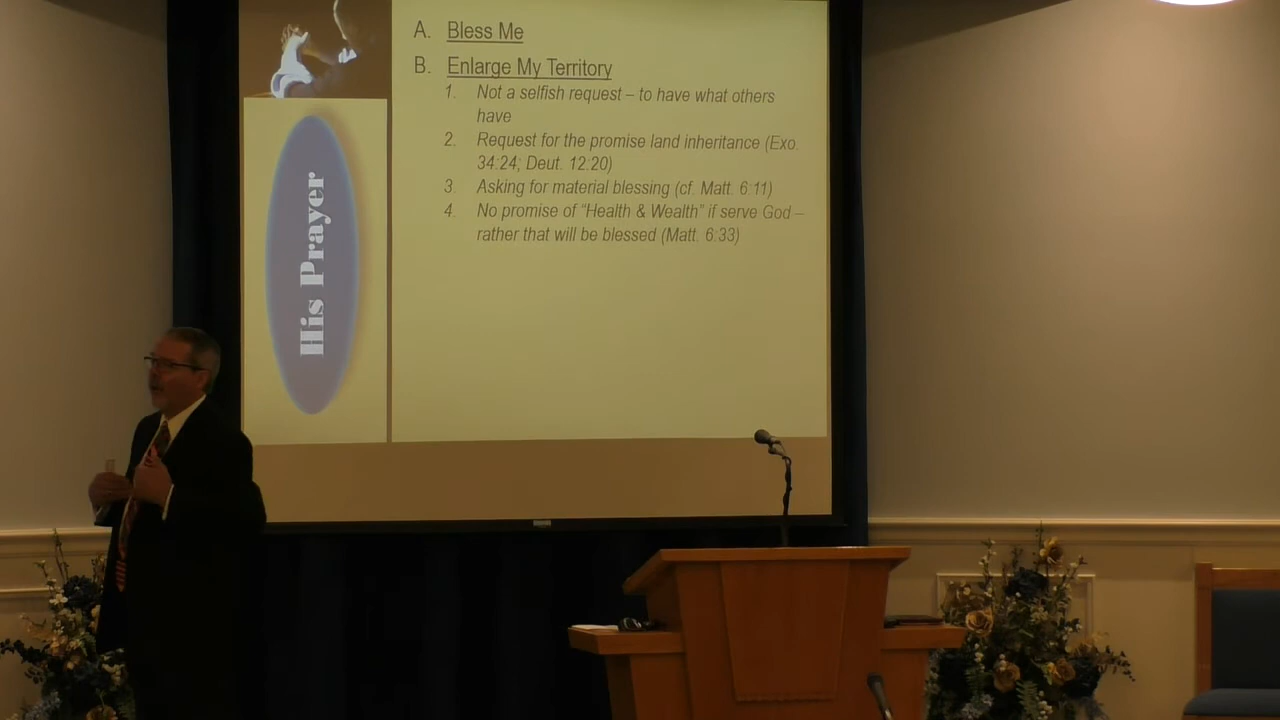 A. Bless Me
B. Enlarge My Territory
1. Not a selfish request – to have what others
have
2. Request for the promise land inheritance (Exo.
34:24; Deut. 12:20)
3. Asking for material blessing (cf. Matt. 6:11)
4. No promise of “Health & Wealth” if serve God –
rather that will be blessed (Matt. 6:33)
His Prayer